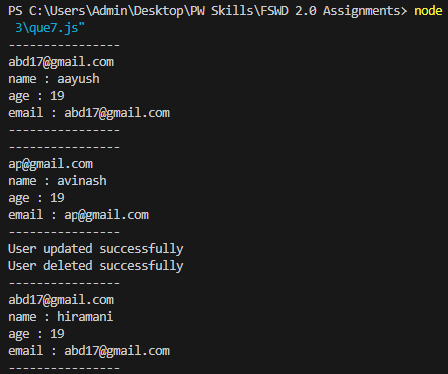 PS C:\Users\Admin\Desktop\PW Skills\FSWD 2.0 Assignments> node
3\que7.js"
----------------
abd17@gmail.com
name : aayush
age : 19
email : abd17@gmail.com
----------------
----------------
ap@gmail.com
name : avinash
age : 19
email : ap@gmail.com
----------------
User updated successfully
User deleted successfully
----------------
abd17@gmail.com
name : hiramani
age : 19
email : abd17@gmail.com
----------------